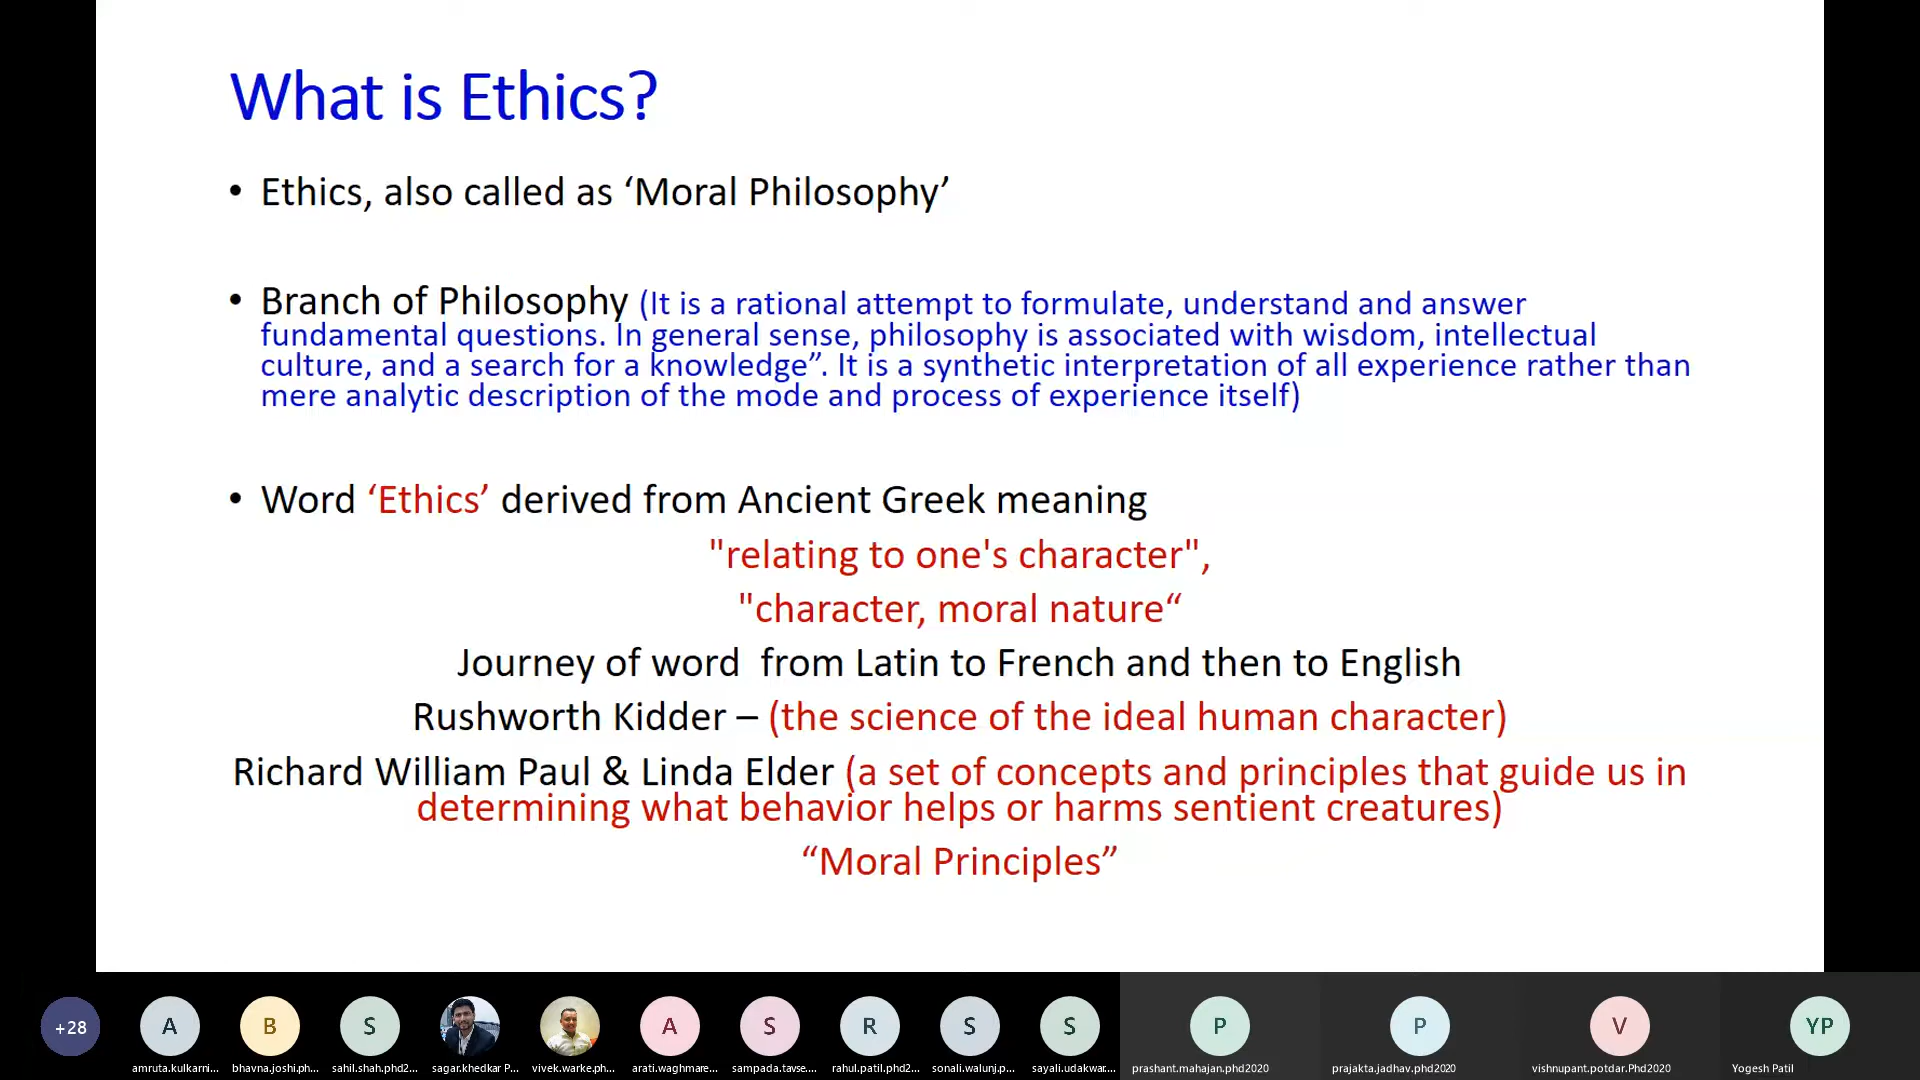 What is Ethics?
• Ethics, also called as ‘Moral Philosophy’
• Branch of Philosophy (It is a rational attempt to formulate, understand and answer
fundamental questions. In general sense, philosophy is associated with wisdom, intellectual
culture, and a search for a knowledge”. It is a synthetic interpretation of all experience rather than
mere analytic description of the mode and process of experience itself)
• Word ‘Ethics’ derived from Ancient Greek meaning
"relating to one's character",
"character, moral nature“
Journey of word  from Latin to French and then to English
Rushworth Kidder – (the science of the ideal human character)
Richard William Paul & Linda Elder (a set of concepts and principles that guide us in
determining what behavior helps or harms sentient creatures)
“Moral Principles”
+28 A B S A S R S S P P V YP
amruta.kulkarni... bhavna.joshi.ph... sahil.shah.phd2... sagar.khedkar P... vivek.warke.ph... arati.waghmare... sampada.tavse.... rahul.patil.phd2... sonali.walunj.p... sayali.udakwar.... prashant.mahajan.phd2020 prajakta.jadhav.phd2020 vishnupant.potdar.Phd2020 Yogesh Patil